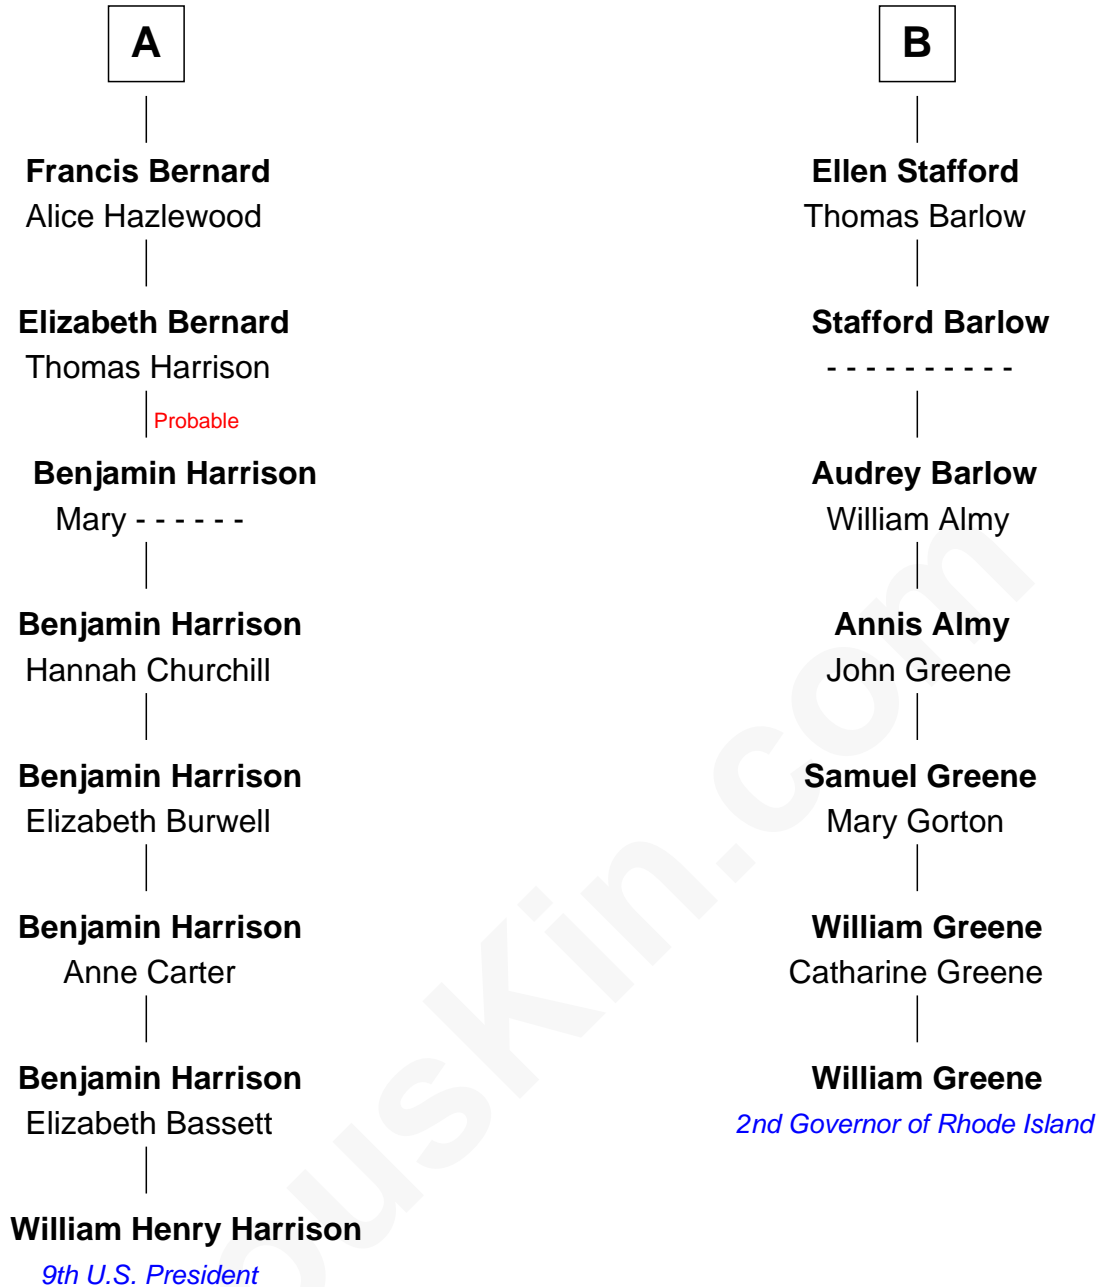 A
Francis Bernard
Alice Hazlewood
Elizabeth Bernard
Thomas Harrison
Probable
Benjamin Harrison
Mary - - - - - -
Benjamin Harrison
Hannah Churchill
Benjamin Harrison
Elizabeth Burwell
Benjamin Harrison
Anne Carter
Benjamin Harrison
Elizabeth Bassett
William Henry Harrison
9th U.S. President
B
Ellen Stafford
Thomas Barlow
Stafford Barlow
- - - - - - - - - -
Audrey Barlow
William Almy
Annis Almy
John Greene
Samuel Greene
Mary Gorton
William Greene
Catharine Greene
William Greene
2nd Governor of Rhode Island
ousKin.com